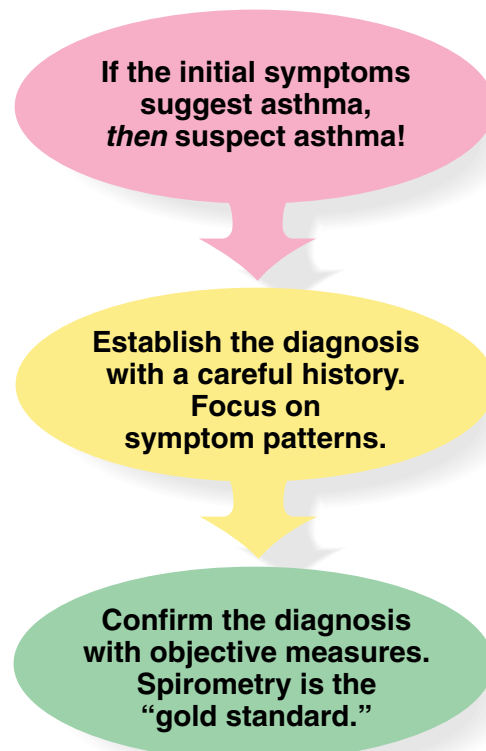 If the initial symptoms
suggest asthma,
then suspect asthma!
Establish the diagnosis
with a careful history.
Focus on
symptom patterns.
Confirm the diagnosis
with objective measures.
Spirometry is the
“gold standard.”